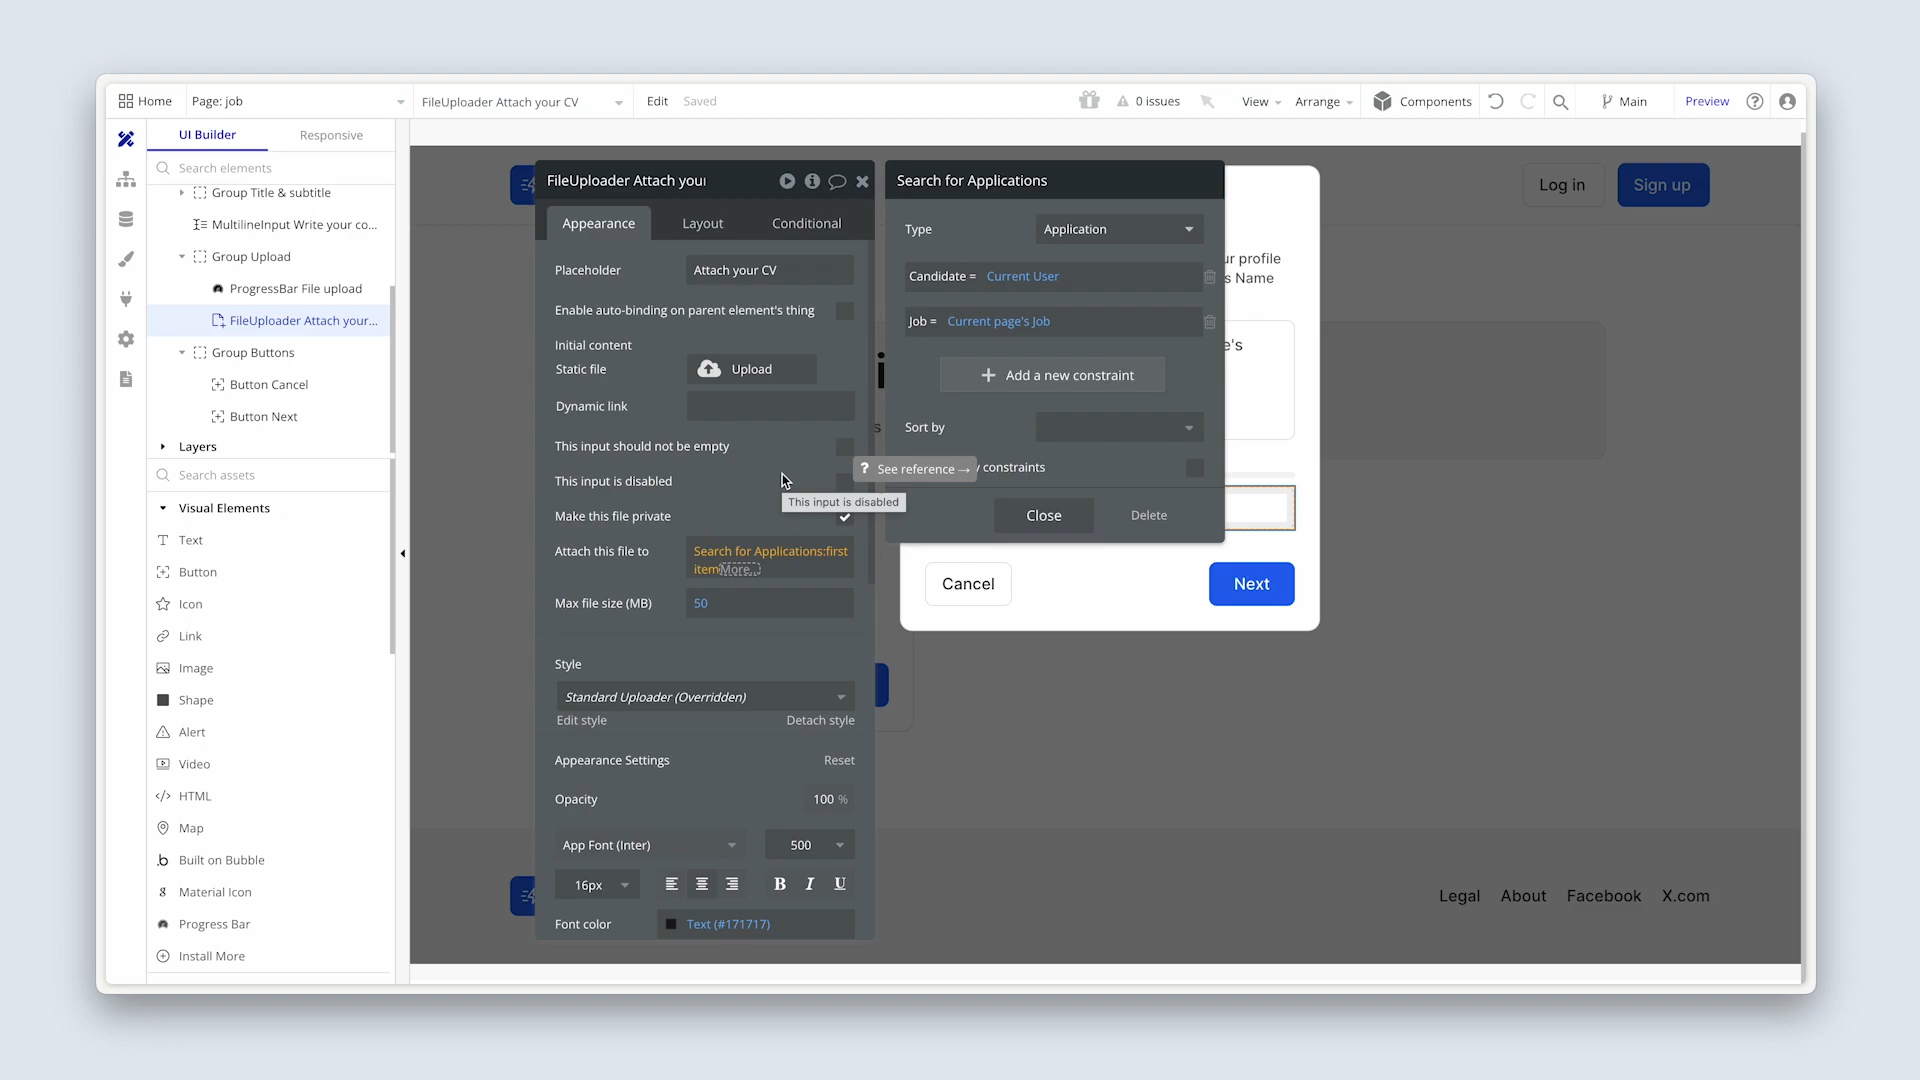 Home
Page: job
FileUploader Attach your CV
Edit
Saved
0 issues
View
Arrange
Components
Main
Preview
UI Builder
Responsive
Search elements
Group Title & subtitle
MultilineInput Write your co...
Group Upload
ProgressBar File upload
FileUploader Attach your...
Group Buttons
Button Cancel
Button Next
Layers
Search assets
Visual Elements
Text
Button
Icon
Link
Image
Shape
Alert
Video
HTML
Map
Built on Bubble
Material Icon
Progress Bar
Install More
FileUploader Attach your
Appearance
Layout
Conditional
Placeholder
Attach your CV
Enable auto-binding on parent element's thing
Initial content
Static file
Upload
Dynamic link
This input should not be empty
This input is disabled
This input is disabled
Make this file private
Attach this file to
Search for Applications:first
item
More...
Max file size (MB)
50
Style
Standard Uploader (Overridden)
Edit style
Detach style
Appearance Settings
Reset
Opacity
100 %
App Font (Inter)
500
16px
B I U
Font color
Text (#171717)
Search for Applications
Type
Application
Candidate = Current User
Job = Current page's Job
Add a new constraint
Sort by
? See reference →
y constraints
Close
Delete
Log in
Sign up
ur profile
s Name
e's
s
Cancel
Next
Legal
About
Facebook
X.com